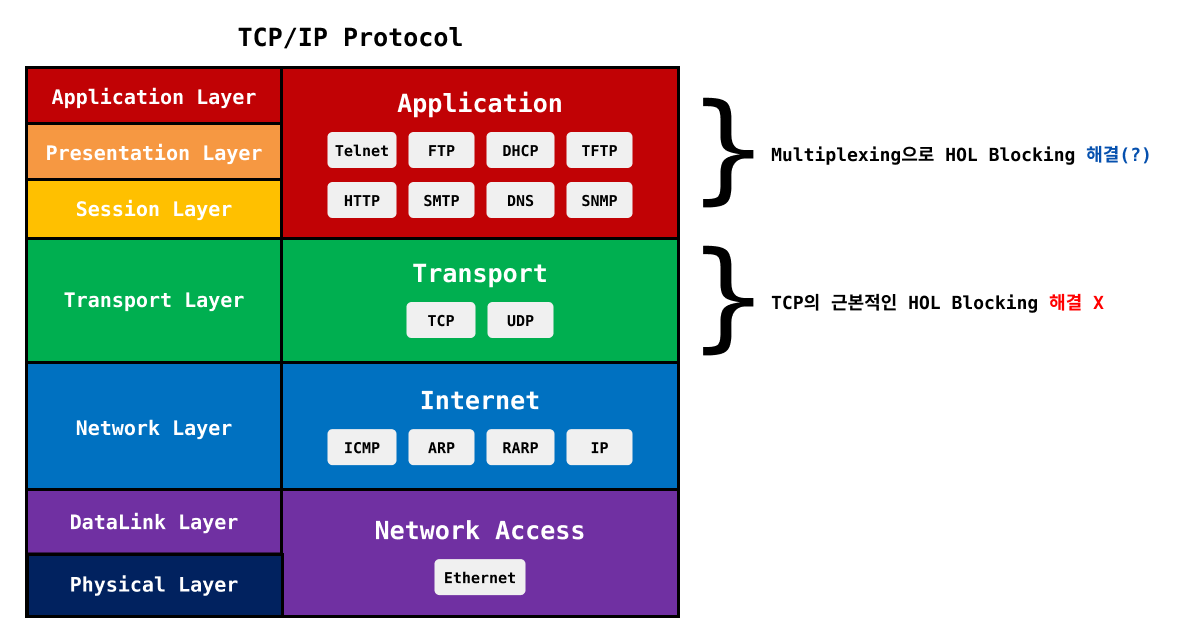 TCP/IP Protocol
Application Layer
Presentation Layer
Session Layer
Transport Layer
Network Layer
DataLink Layer
Physical Layer
Application
Telnet FTP DHCP TFTP
HTTP SMTP DNS SNMP
Transport
TCP UDP
Internet
ICMP ARP RARP IP
Network Access
Ethernet
} Multiplexing으로 HOL Blocking 해결(?)
} TCP의 근본적인 HOL Blocking 해결 X